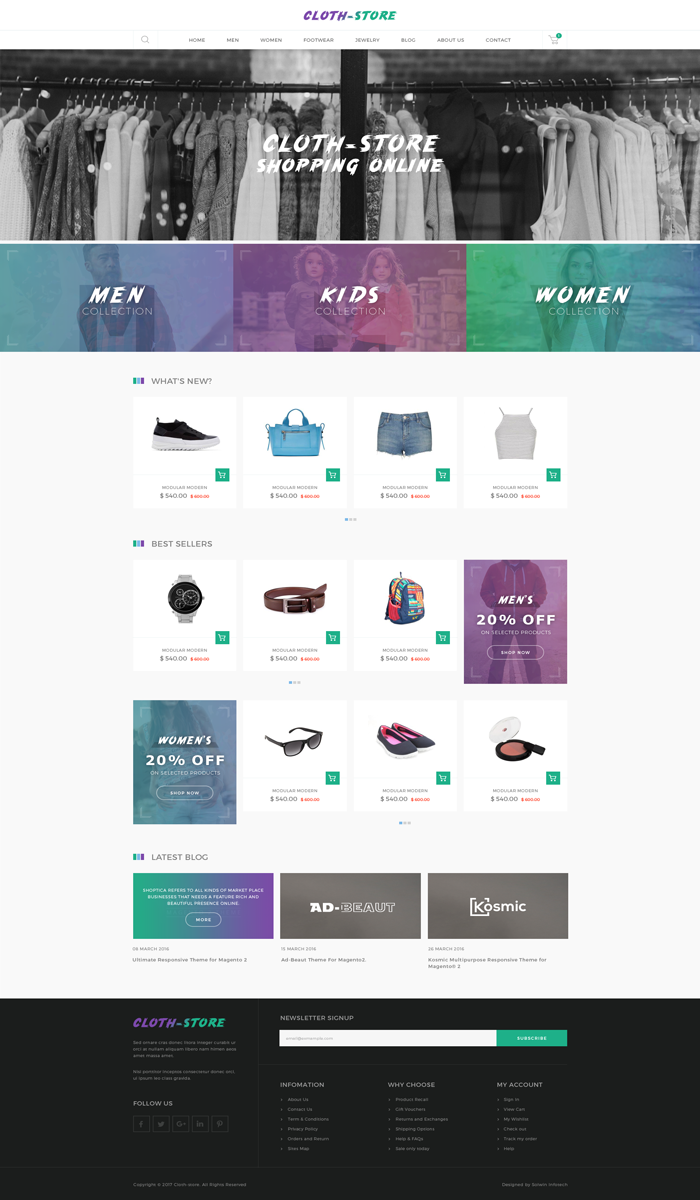 CLOTH-STORE
HOME MEN WOMEN FOOTWEAR JEWELRY BLOG ABOUT US CONTACT
CLOTH-STORE
SHOPPING ONLINE
MEN
COLLECTION
KIDS
COLLECTION
WOMEN
COLLECTION
WHAT'S NEW?
MODULAR MODERN
$ 540.00 $ 600.00
MODULAR MODERN
$ 540.00 $ 600.00
MODULAR MODERN
$ 540.00 $ 600.00
MODULAR MODERN
$ 540.00 $ 600.00
BEST SELLERS
MODULAR MODERN
$ 540.00 $ 600.00
MODULAR MODERN
$ 540.00 $ 600.00
MODULAR MODERN
$ 540.00 $ 600.00
MEN'S
20% OFF
ON SELECTED PRODUCTS
SHOP NOW
WOMEN'S
20% OFF
ON SELECTED PRODUCTS
SHOP NOW
MODULAR MODERN
$ 540.00 $ 600.00
MODULAR MODERN
$ 540.00 $ 600.00
MODULAR MODERN
$ 540.00 $ 600.00
LATEST BLOG
SHOPTICA REFERS TO ALL KINDS OF MARKET PLACE
BUSINESSES THAT NEEDS A FEATURE RICH AND
BEAUTIFUL PRESENCE ONLINE.
MORE
08 MARCH 2016
Ultimate Responsive Theme for Magento 2
AD-BEAUT
15 MARCH 2016
Ad-Beaut Theme For Magento2.
Kosmic
26 MARCH 2016
Kosmic Multipurpose Responsive Theme for
Magento® 2
CLOTH-STORE
Sed ornare cras donec litora integer curabitur
orci at nullam aliquam libero nam himen
amet massa amet.
Nisl porttitor inceptos consectetur donec
ut ipsum leo class gravida.
FOLLOW US
NEWSLETTER SIGNUP
SUBSCRIBE
INFOMATION
About Us
Contact Us
Term & Conditions
Privacy Policy
Orders and Return
Sites Map
WHY CHOOSE
Product Recall
Gift Vouchers
Returns and Exchanges
Shipping Options
Help & FAQs
Sale only today
MY ACCOUNT
Sign In
View Cart
My Wishlist
Check out
Track my order
Help
Copyright © 2017 Cloth-store. All Rights Reserved
Designed by Solwin Infotech